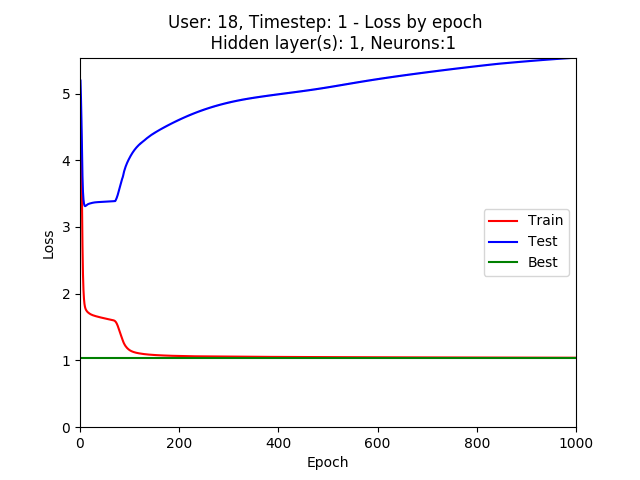 User: 18, Timestep: 1 - Loss by epoch
Hidden layer(s): 1, Neurons:1
5
4
3
2
1
0
Loss
Train
Test
Best
0 200 400 600 800 1000
Epoch